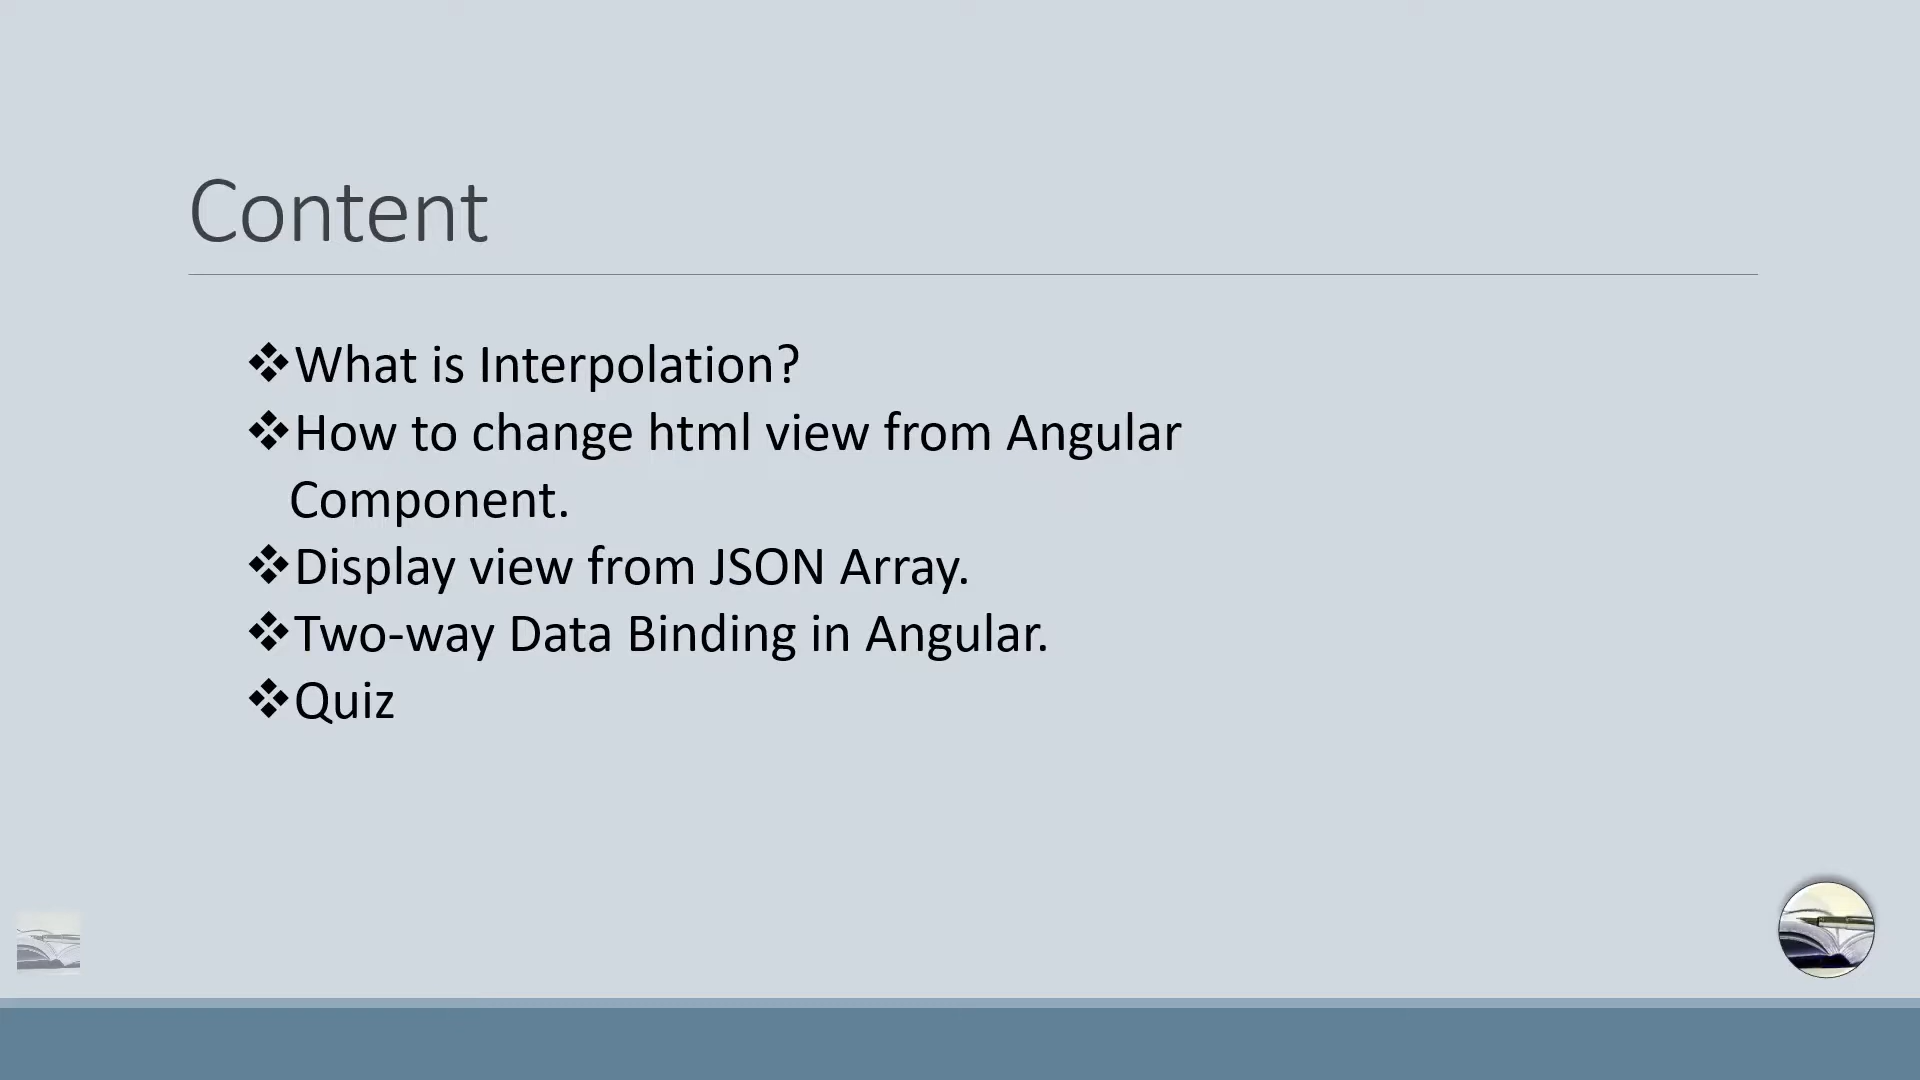 Content
❖What is Interpolation?
❖How to change html view from Angular
Component.
❖Display view from JSON Array.
❖Two-way Data Binding in Angular.
❖Quiz